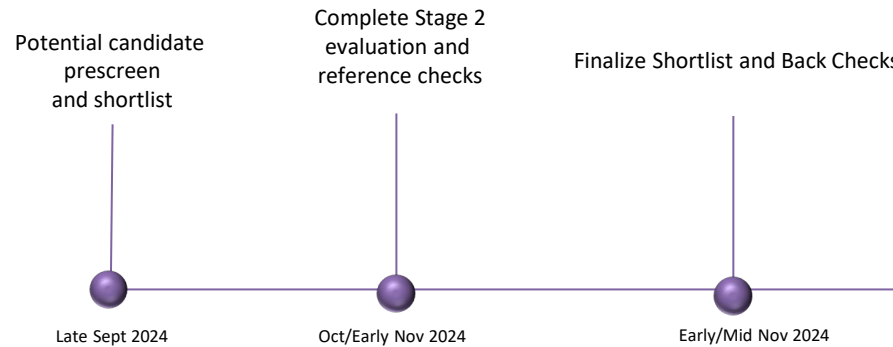 Potential candidate
prescreen
and shortlist
Complete Stage 2
evaluation and
reference checks
Finalize Shortlist and Back Checks
Late Sept 2024
Oct/Early Nov 2024
Early/Mid Nov 2024